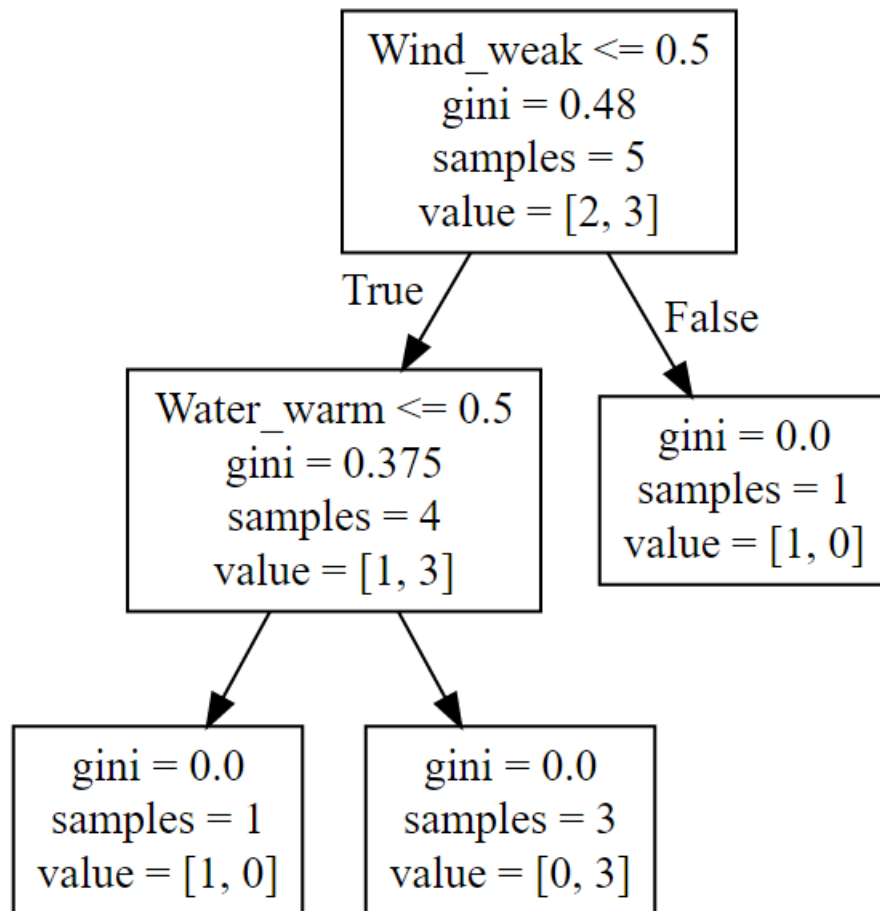 Wind_weak <= 0.5
gini = 0.48
samples = 5
value = [2, 3]
True
False
Water_warm <= 0.5
gini = 0.375
samples = 4
value = [1, 3]
gini = 0.0
samples = 1
value = [1, 0]
gini = 0.0
samples = 1
value = [1, 0]
gini = 0.0
samples = 3
value = [0, 3]